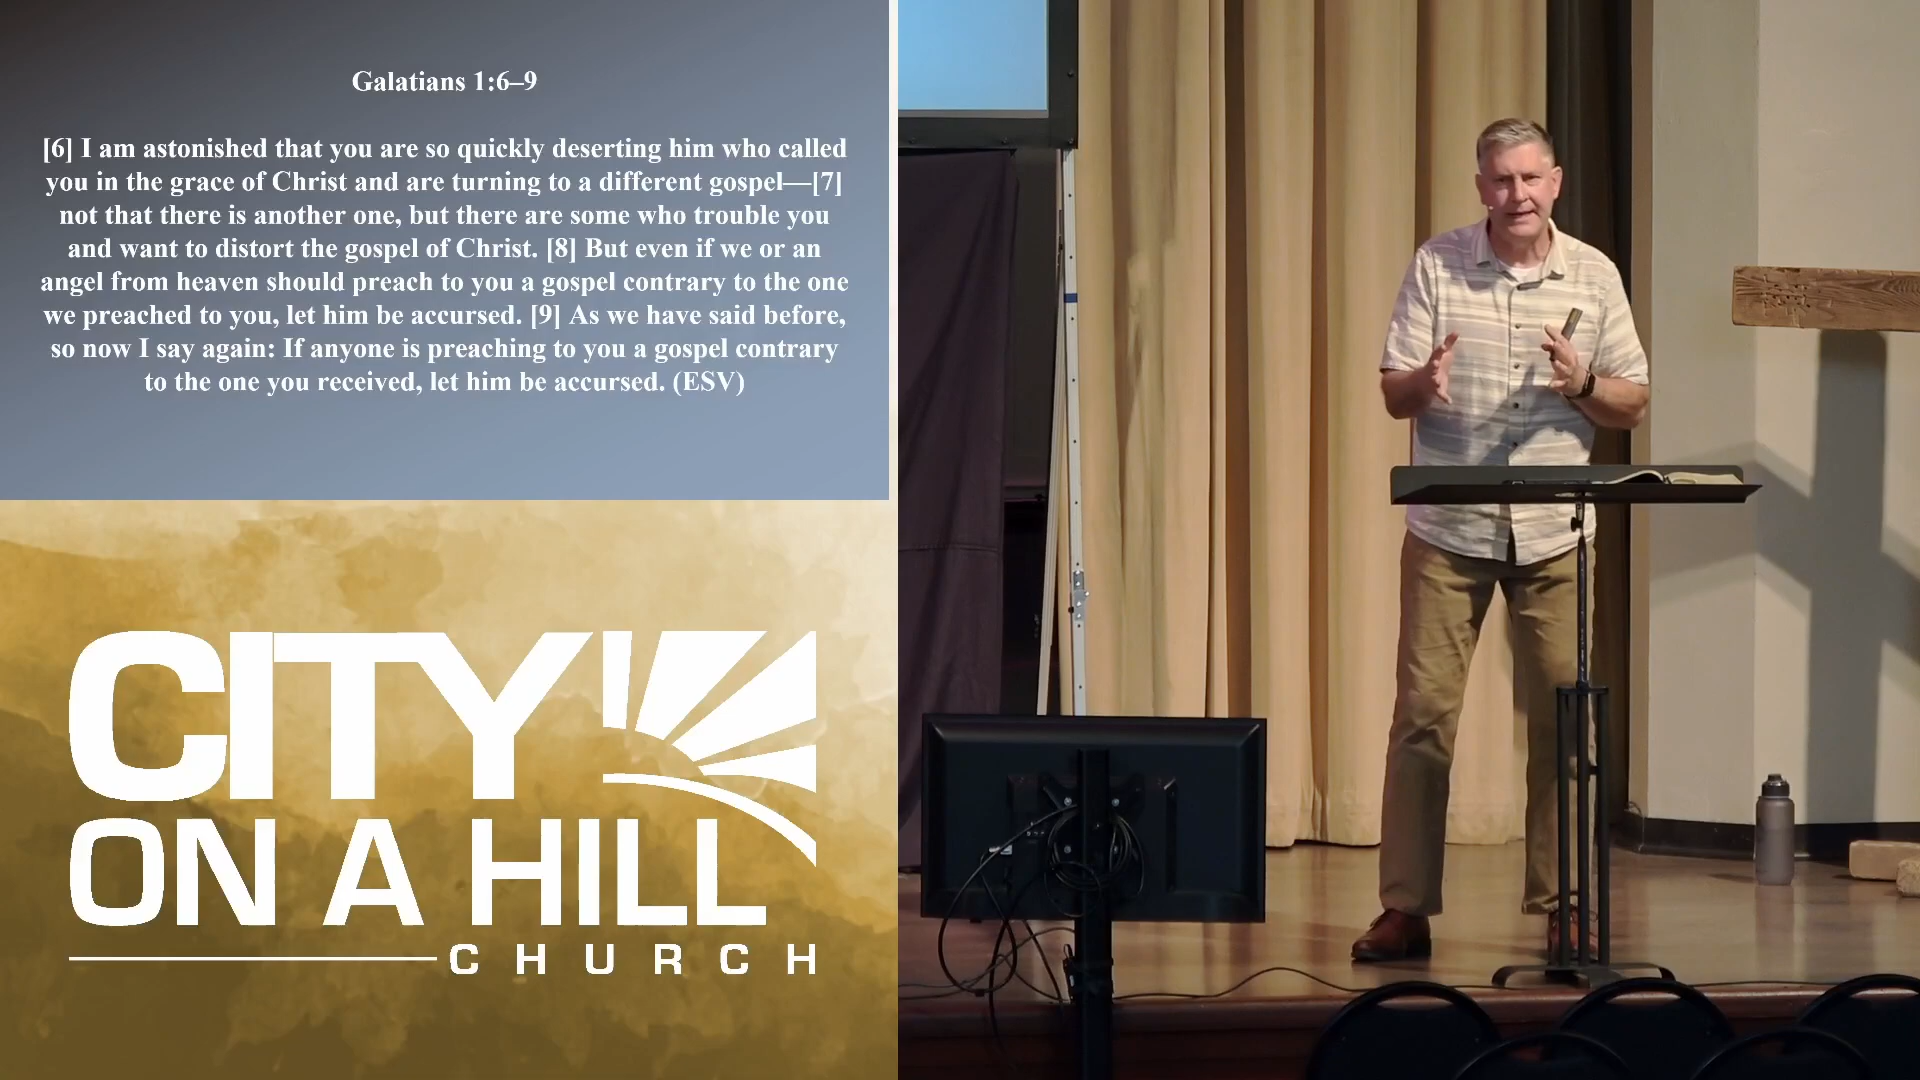 Galatians 1:6–9
[6] I am astonished that you are so quickly deserting him who called
you in the grace of Christ and are turning to a different gospel—[7]
not that there is another one, but there are some who trouble you
and want to distort the gospel of Christ. [8] But even if we or an
angel from heaven should preach to you a gospel contrary to the one
we preached to you, let him be accursed. [9] As we have said before,
so now I say again: If anyone is preaching to you a gospel contrary
to the one you received, let him be accursed. (ESV)
CITY
ON A HILL
CHURCH